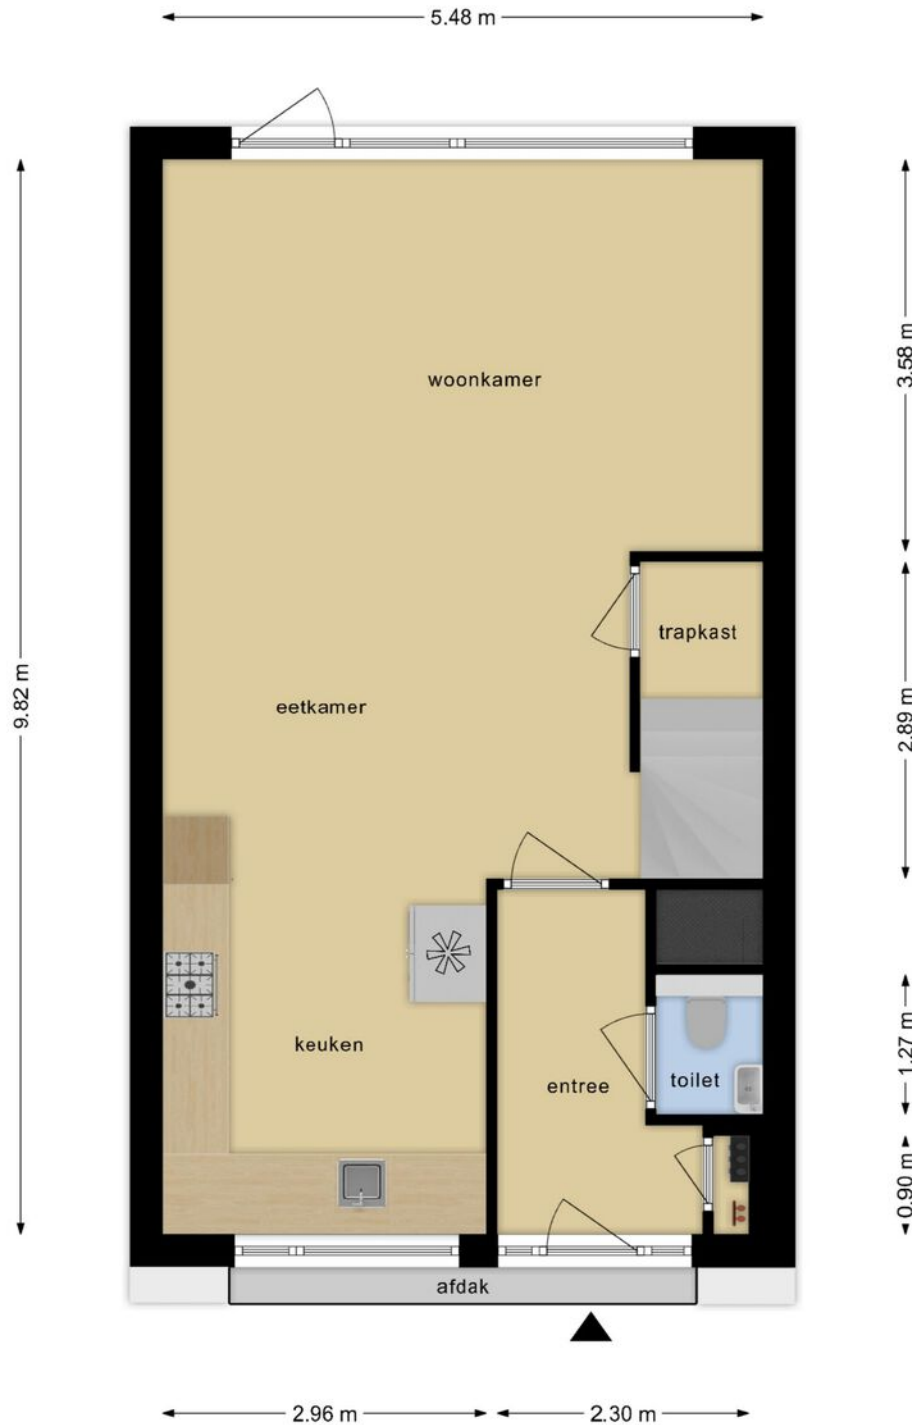 5.48 m
woonkamer
3.58 m
trapkast
9.82 m
eetkamer
2.89 m
keuken
entree
toilet
1.27 m
0.90 m
afdak
2.96 m
2.30 m